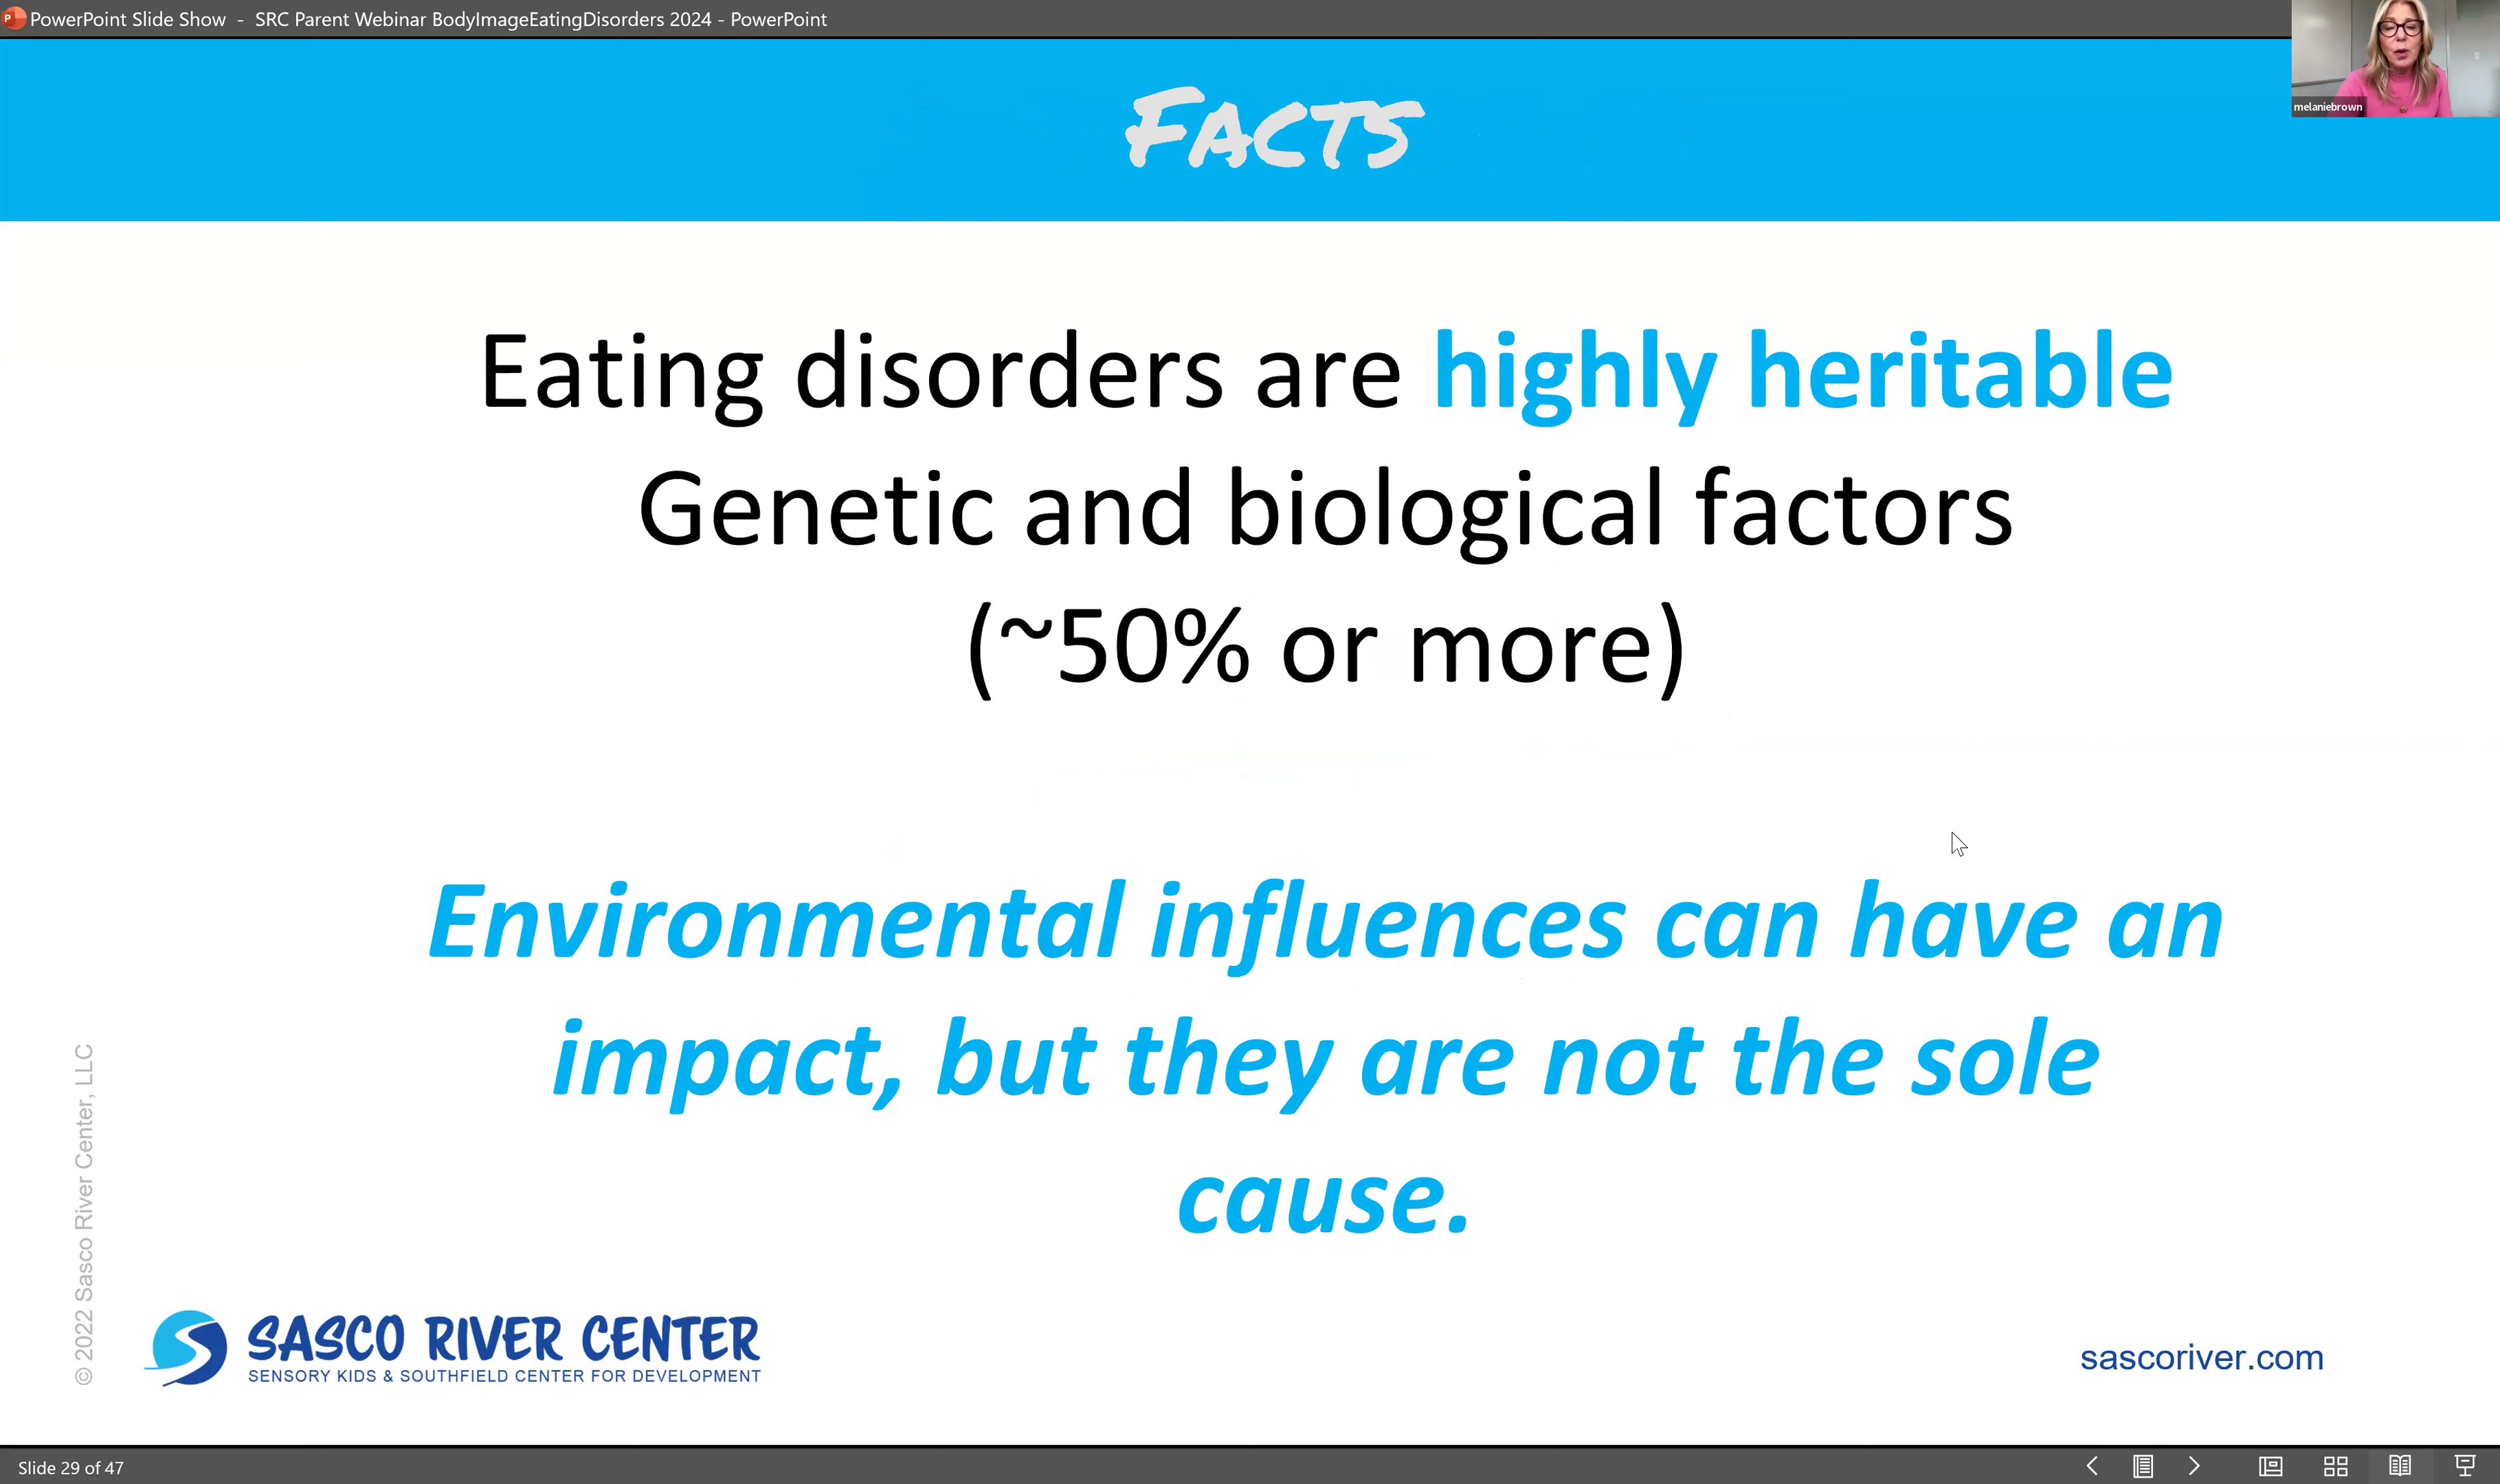 PowerPoint Slide Show - SRC Parent Webinar BodyImageEatingDisorders 2024 - PowerPoint
melaniebrown
FACTS
Eating disorders are highly heritable
Genetic and biological factors
(~50% or more)
Environmental influences can have an
impact, but they are not the sole
cause.
© 2022 Sasco River Center, LLC
SASCO RIVER CENTER
SENSORY KIDS & SOUTHFIELD CENTER FOR DEVELOPMENT
sascoriver.com
Slide 29 of 47